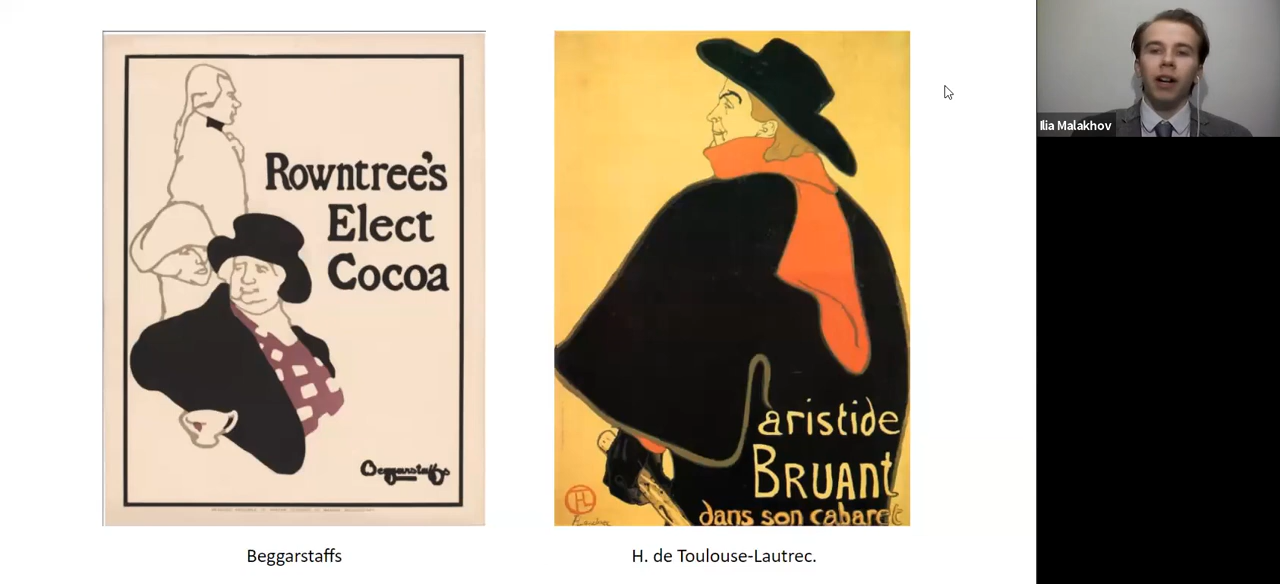 Rowntree's
Elect
Cocoa
Beggarstaffs
aristide
BRUANT
dans son cabaret
Beggarstaffs
H. de Toulouse-Lautrec.
Ilia Malakhov